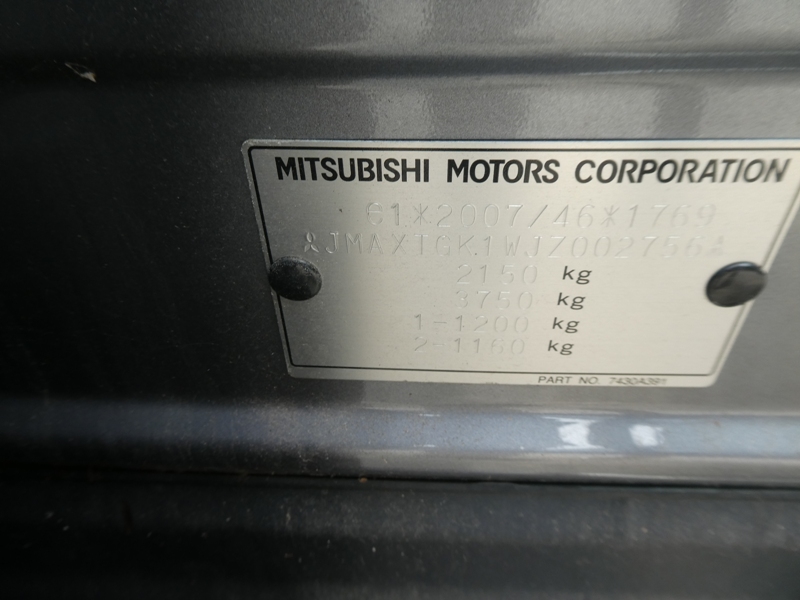 MITSUBISHI MOTORS CORPORATION
61*2007/46*1769
JMAXTGK1WJZ002756
2150 kg
3750 kg
1-1200 kg
2-1160 kg
PART NO. 7430A391